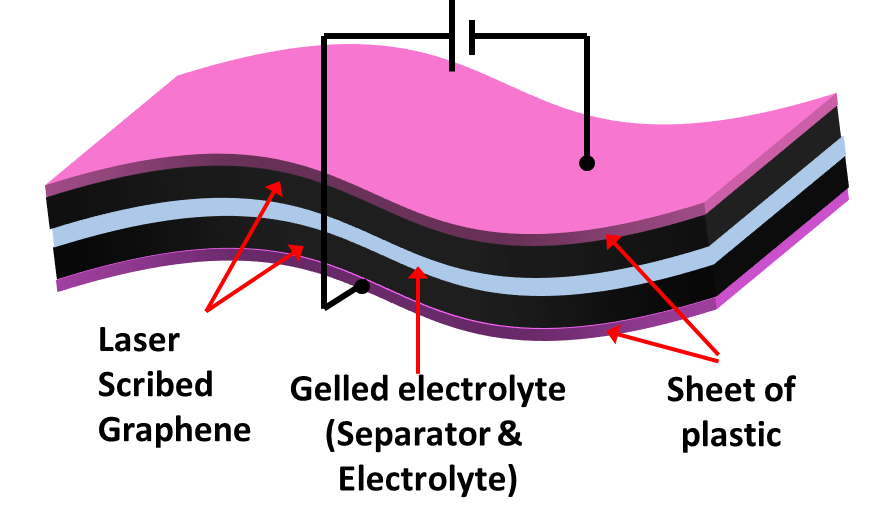 Laser
Scribed
Graphene
Gelled electrolyte
(Separator &
Electrolyte)
Sheet of
plastic